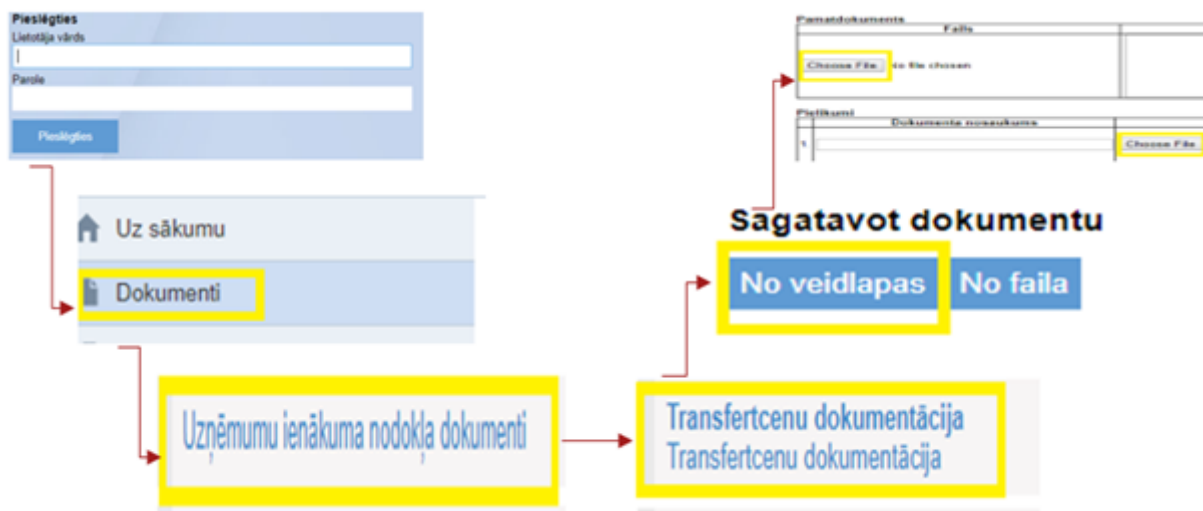 Pieslēgties
Lietotāja vārds
Parole
Pieslēgties
Uz sākumu
Dokumenti
Uzņēmumu ienākuma nodokļa dokumenti
Transfertcenu dokumentācija
Transfertcenu dokumentācija
Sagatavot dokumentu
No veidlapas No faila
Pamatdokuments
Fails
Choose File No file chosen
Pielikumi
Dokumenta nosaukums
1. Choose File